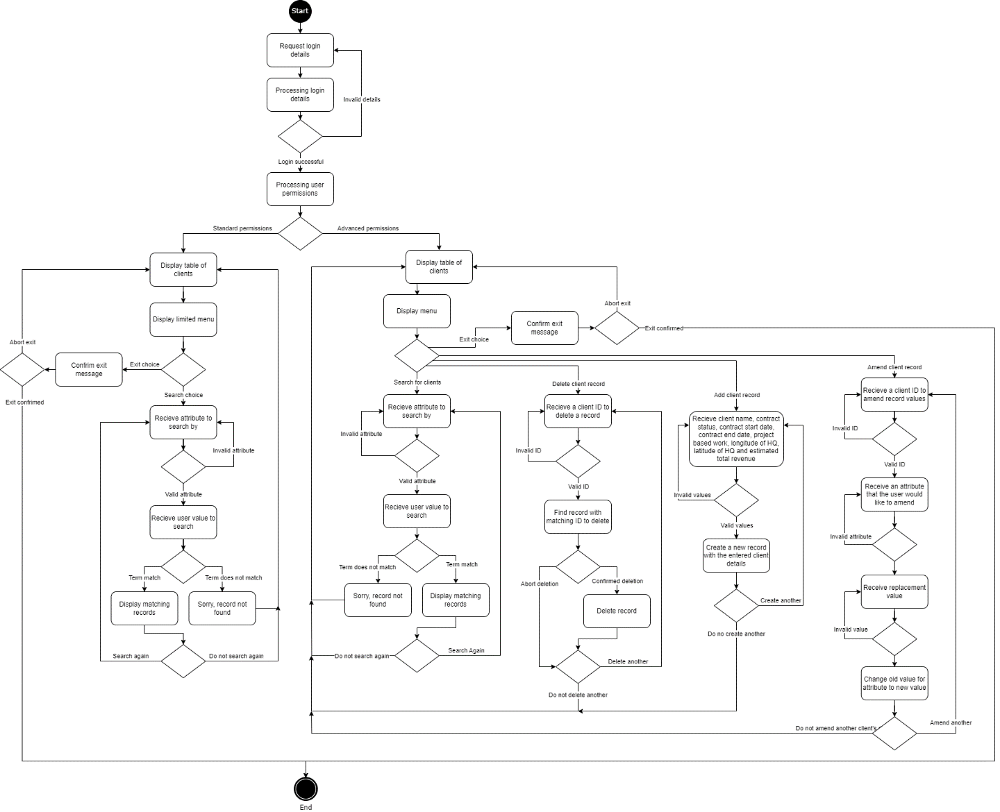 Start
Request login
details
Processing login
details
Invalid details
Login successful
Processing user
permissions
Standard permissions
Advanced permissions
Display table of
clients
Display limited menu
Abort exit
Confrim exit
message
Exit choice
Exit confrimed
Search choice
Recieve attribute to
search by
Invalid attribute
Valid attribute
Recieve user value to
search
Term match
Term does not match
Display matching
records
Sorry, record not
found
Search again
Do not search again
Display table of
clients
Display menu
Abort exit
Confirm exit
message
Exit choice
Exit confirmed
Search for clients
Recieve attribute to
search by
Invalid attribute
Valid attribute
Recieve user value to
search
Term does not match
Term match
Sorry, record not
found
Display matching
records
Do not search again
Search Again
Delete client record
Recieve a client ID to
delete a record
Invalid ID
Valid ID
Find record with
matching ID to delete
Abort deletion
Confirmed deletion
Delete record
Delete another
Do not delete another
Add client record
Recieve client name, contract
status, contract start date,
contract end date, project
based work, longitude of HQ,
latitude of HQ and estimated
total revenue
Invalid values
Valid values
Create a new record
with the entered client
details
Create another
Do no create another
Amend client record
Recieve a client ID to
amend record values
Invalid ID
Valid ID
Receive an attribute
that the user would
like to amend
Invalid attribute
Receive replacement
value
Invalid value
Change old value for
attribute to new value
Do not amend another client's
Amend another
End